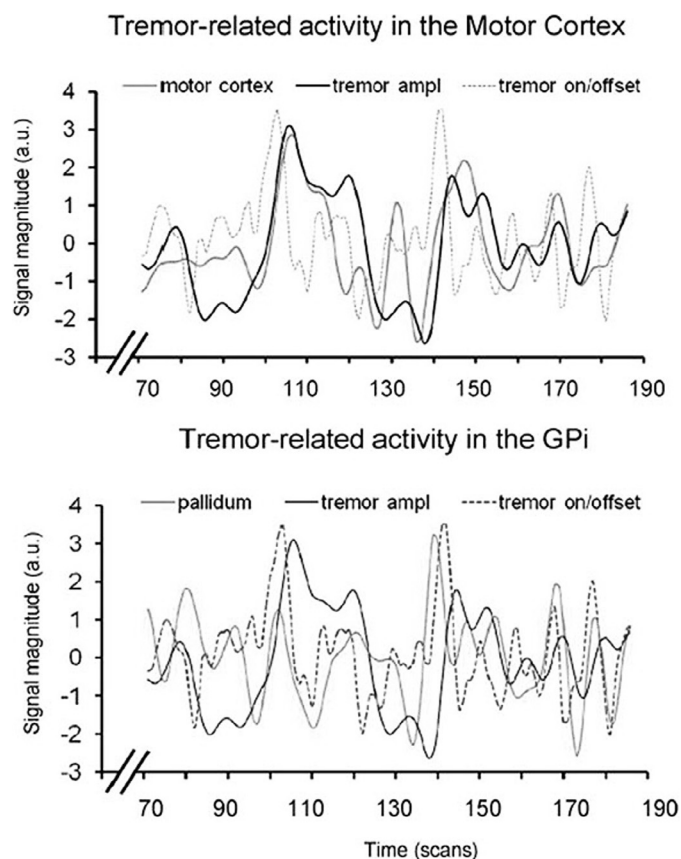 Tremor-related activity in the Motor Cortex
motor cortex tremor ampl tremor on/offset
Signal magnitude (a.u.)
4
3
2
1
0
-1
-2
-3
70 90 110 130 150 170 190
Tremor-related activity in the GPi
pallidum tremor ampl tremor on/offset
Signal magnitude (a.u.)
4
3
2
1
0
-1
-2
-3
70 90 110 130 150 170 190
Time (scans)